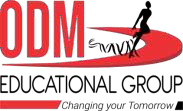 ODM
EDUCATIONAL GROUP
Changing your Tomorrow